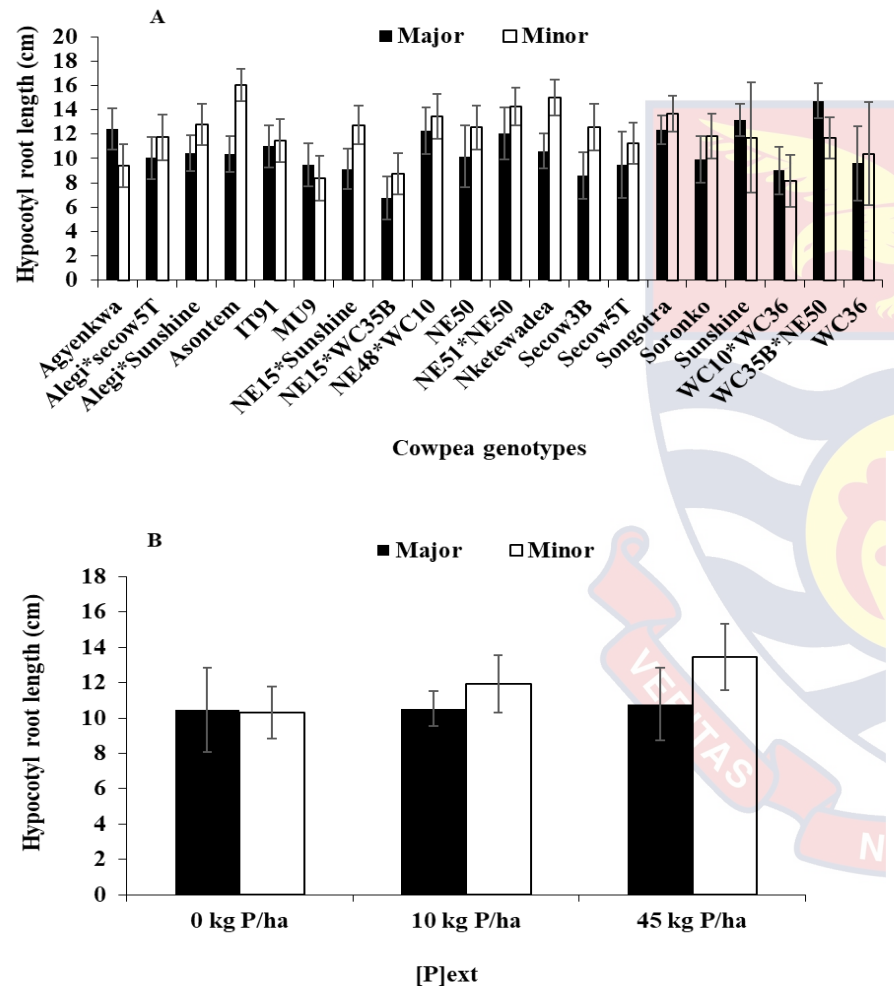 A
Major Minor
Hypocotyl root length (cm)
20
18
16
14
12
10
8
6
4
2
0
Agyenkwa
Alegi*secow5T
Alegi*Sunshine
Asontem
IT91
MU9
NE15*Sunshine
NE15*WC35B
NE48*WC10
NE50
NE51*NE50
Nketewadea
Secow3B
Secow5T
Songotra
Soronko
Sunshine
WC10*WC36
WC35B*NE50
WC36
Cowpea genotypes
B
Major Minor
Hypocotyl root length (cm)
18
16
14
12
10
8
6
4
2
0
0 kg P/ha 10 kg P/ha 45 kg P/ha
[P]ext
VERITAS
N